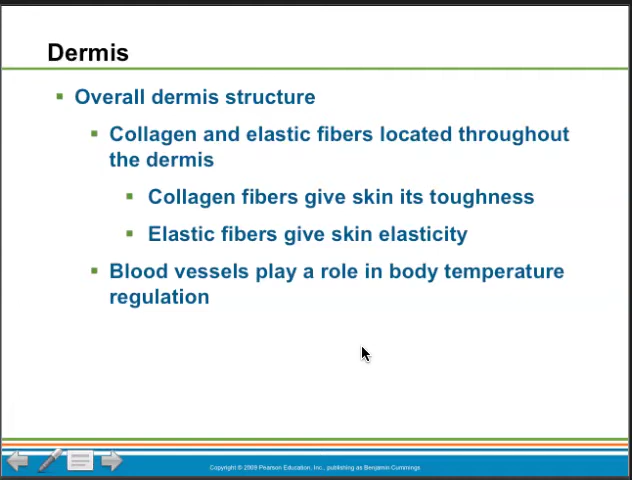 Dermis
Overall dermis structure
Collagen and elastic fibers located throughout
the dermis
Collagen fibers give skin its toughness
Elastic fibers give skin elasticity
Blood vessels play a role in body temperature
regulation
Copyright © 2009 Pearson Education, Inc., publishing as Benjamin Cummings